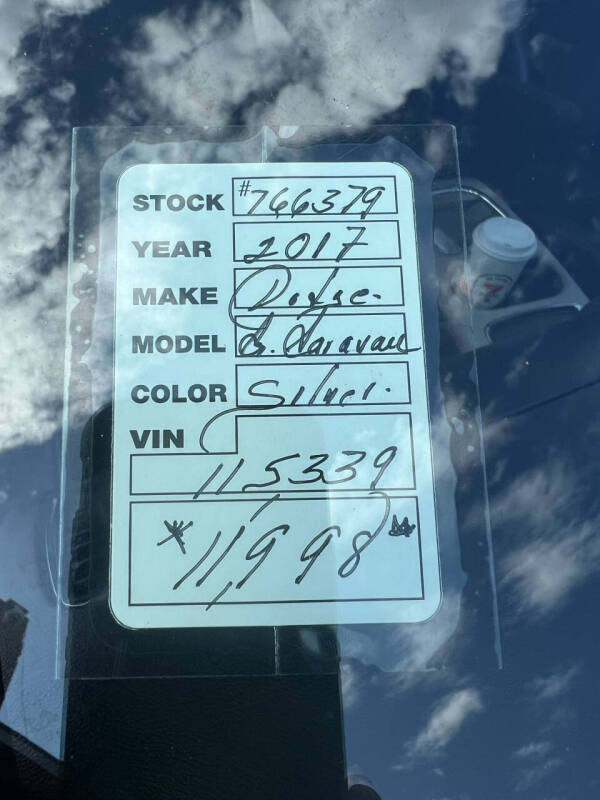 STOCK #766379
YEAR 2017
MAKE Dodge.
MODEL G. Caravan
COLOR Silver.
VIN
115339
*11,998*